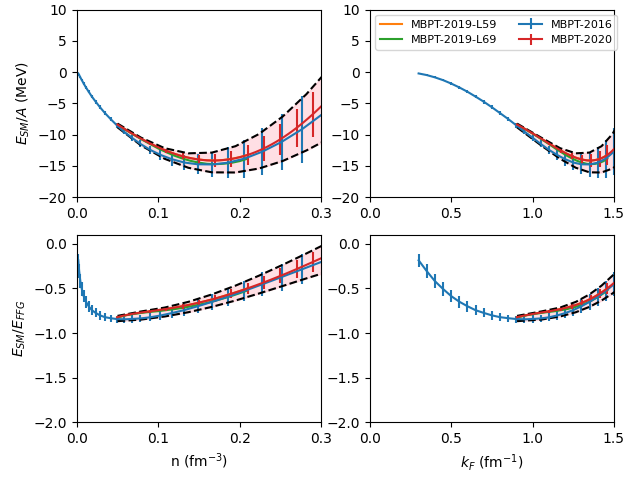 10
5
0
−5
−10
−15
−20
E_SM/A (MeV)
0.0 0.1 0.2 0.3
10
5
0
−5
−10
−15
−20
0.0 0.5 1.0 1.5
MBPT-2019-L59 MBPT-2016
MBPT-2019-L69 MBPT-2020
0.0
−0.5
−1.0
−1.5
−2.0
E_SM/E_FFG
0.0 0.1 0.2 0.3
n (fm⁻³)
0.0
−0.5
−1.0
−1.5
−2.0
0.0 0.5 1.0 1.5
k_F (fm⁻¹)